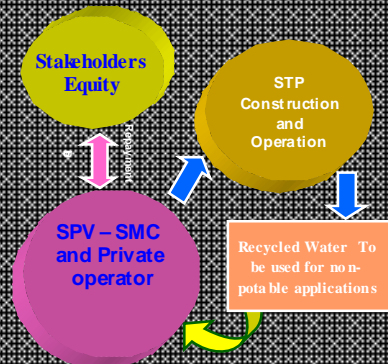 Stakeholders
Equity
STP
Construction
and
Operation
Repayment
SPV – SMC
and Private
operator
Recycled Water To
be used for non-
potable applications